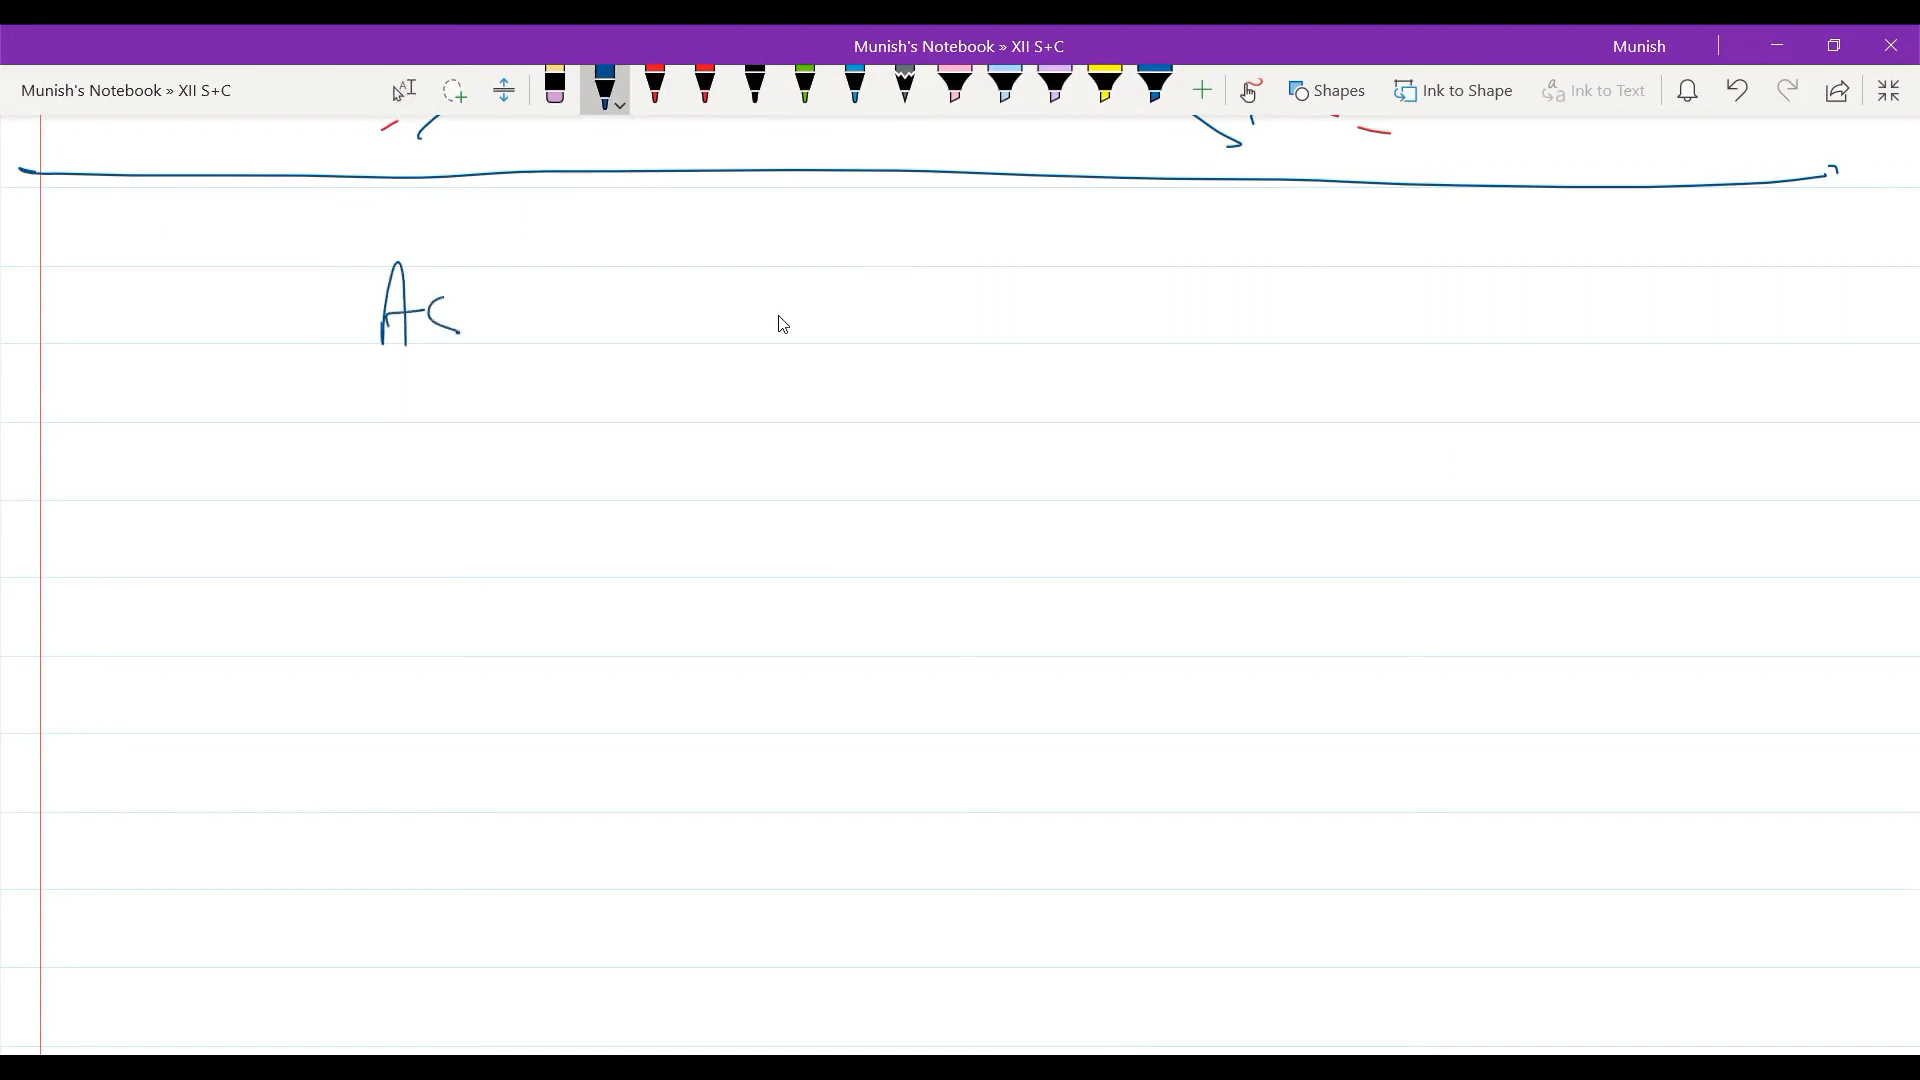 Munish's Notebook » XII S+C
Munish
Munish's Notebook » XII S+C
Shapes
Ink to Shape
Ink to Text
Ac